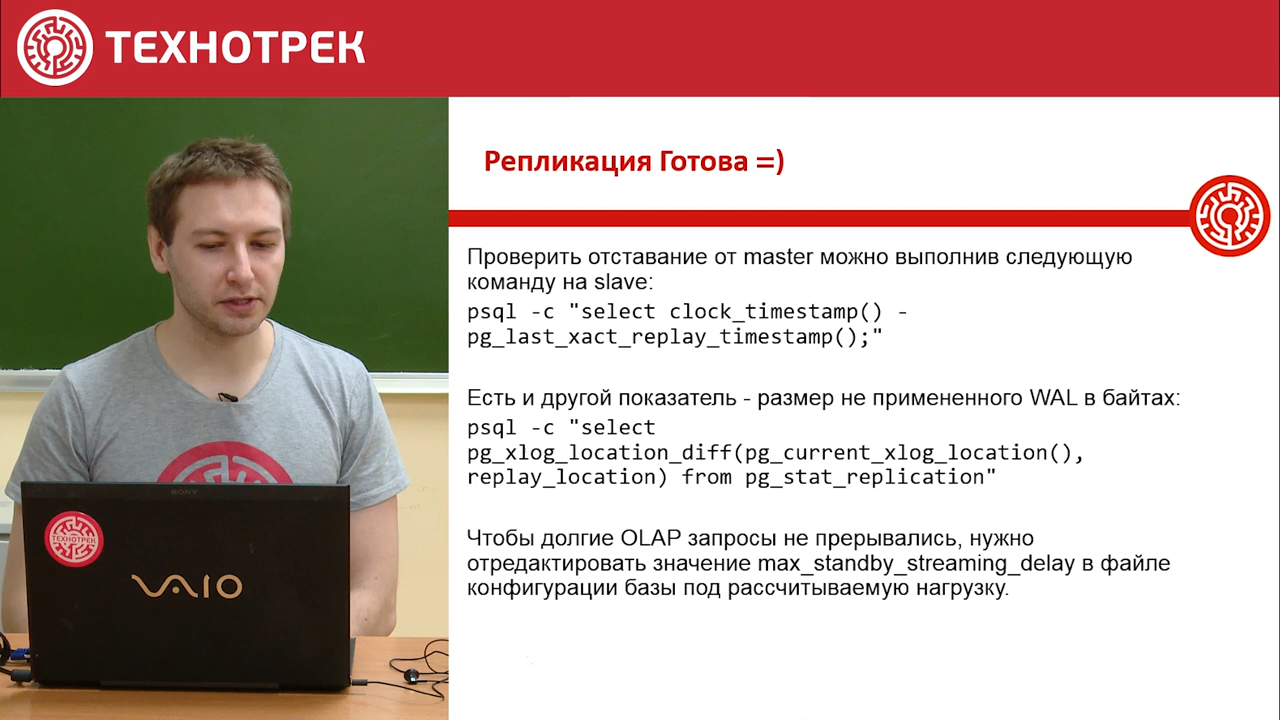 ТЕХНОТРЕК
Репликация Готова =)
Проверить отставание от master можно выполнив следующую
команду на slave:
psql -c "select clock_timestamp() -
pg_last_xact_replay_timestamp();"
Есть и другой показатель - размер не примененного WAL в байтах:
psql -c "select
pg_xlog_location_diff(pg_current_xlog_location(),
replay_location) from pg_stat_replication"
Чтобы долгие OLAP запросы не прерывались, нужно
отредактировать значение max_standby_streaming_delay в файле
конфигурации базы под рассчитываемую нагрузку.
SONY
ТЕХНОТРЕК
VAIO